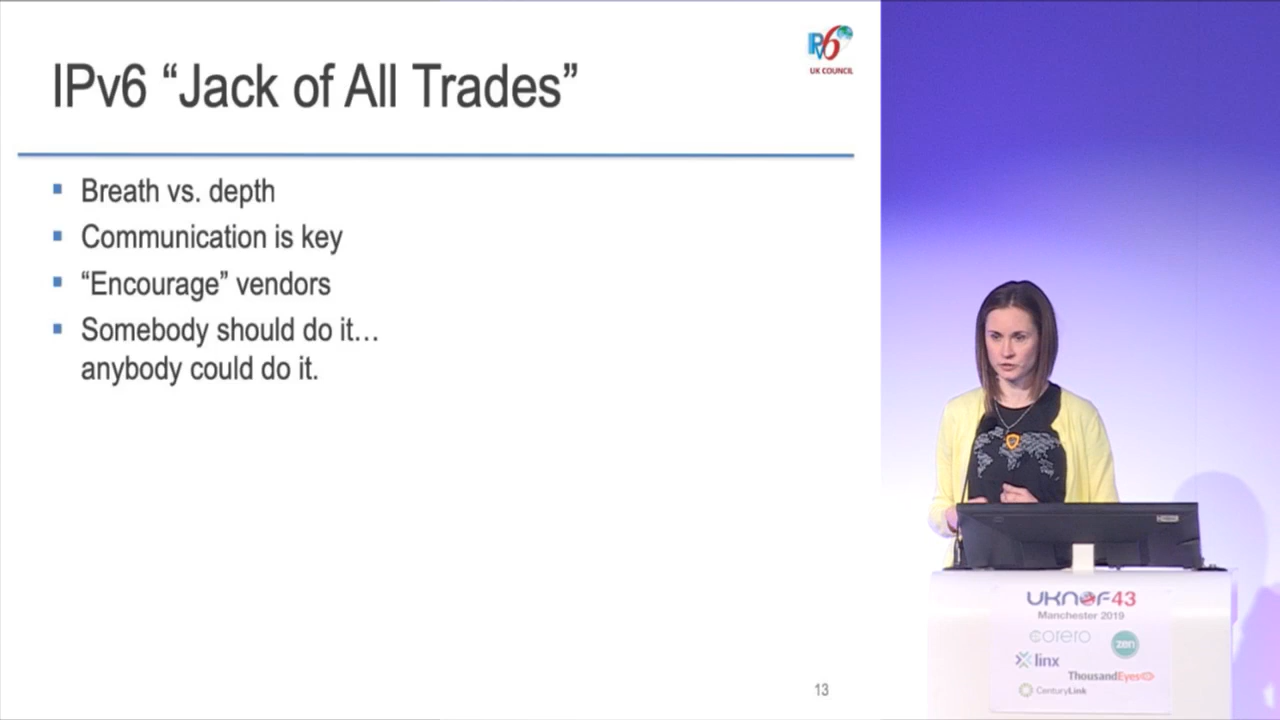 IPv6 “Jack of All Trades”
IPv6
UK COUNCIL
Breath vs. depth
Communication is key
“Encourage” vendors
Somebody should do it…
anybody could do it.
13
UKNOF43
Manchester 2019
corero
zen
linx
ThousandEyes
CenturyLink